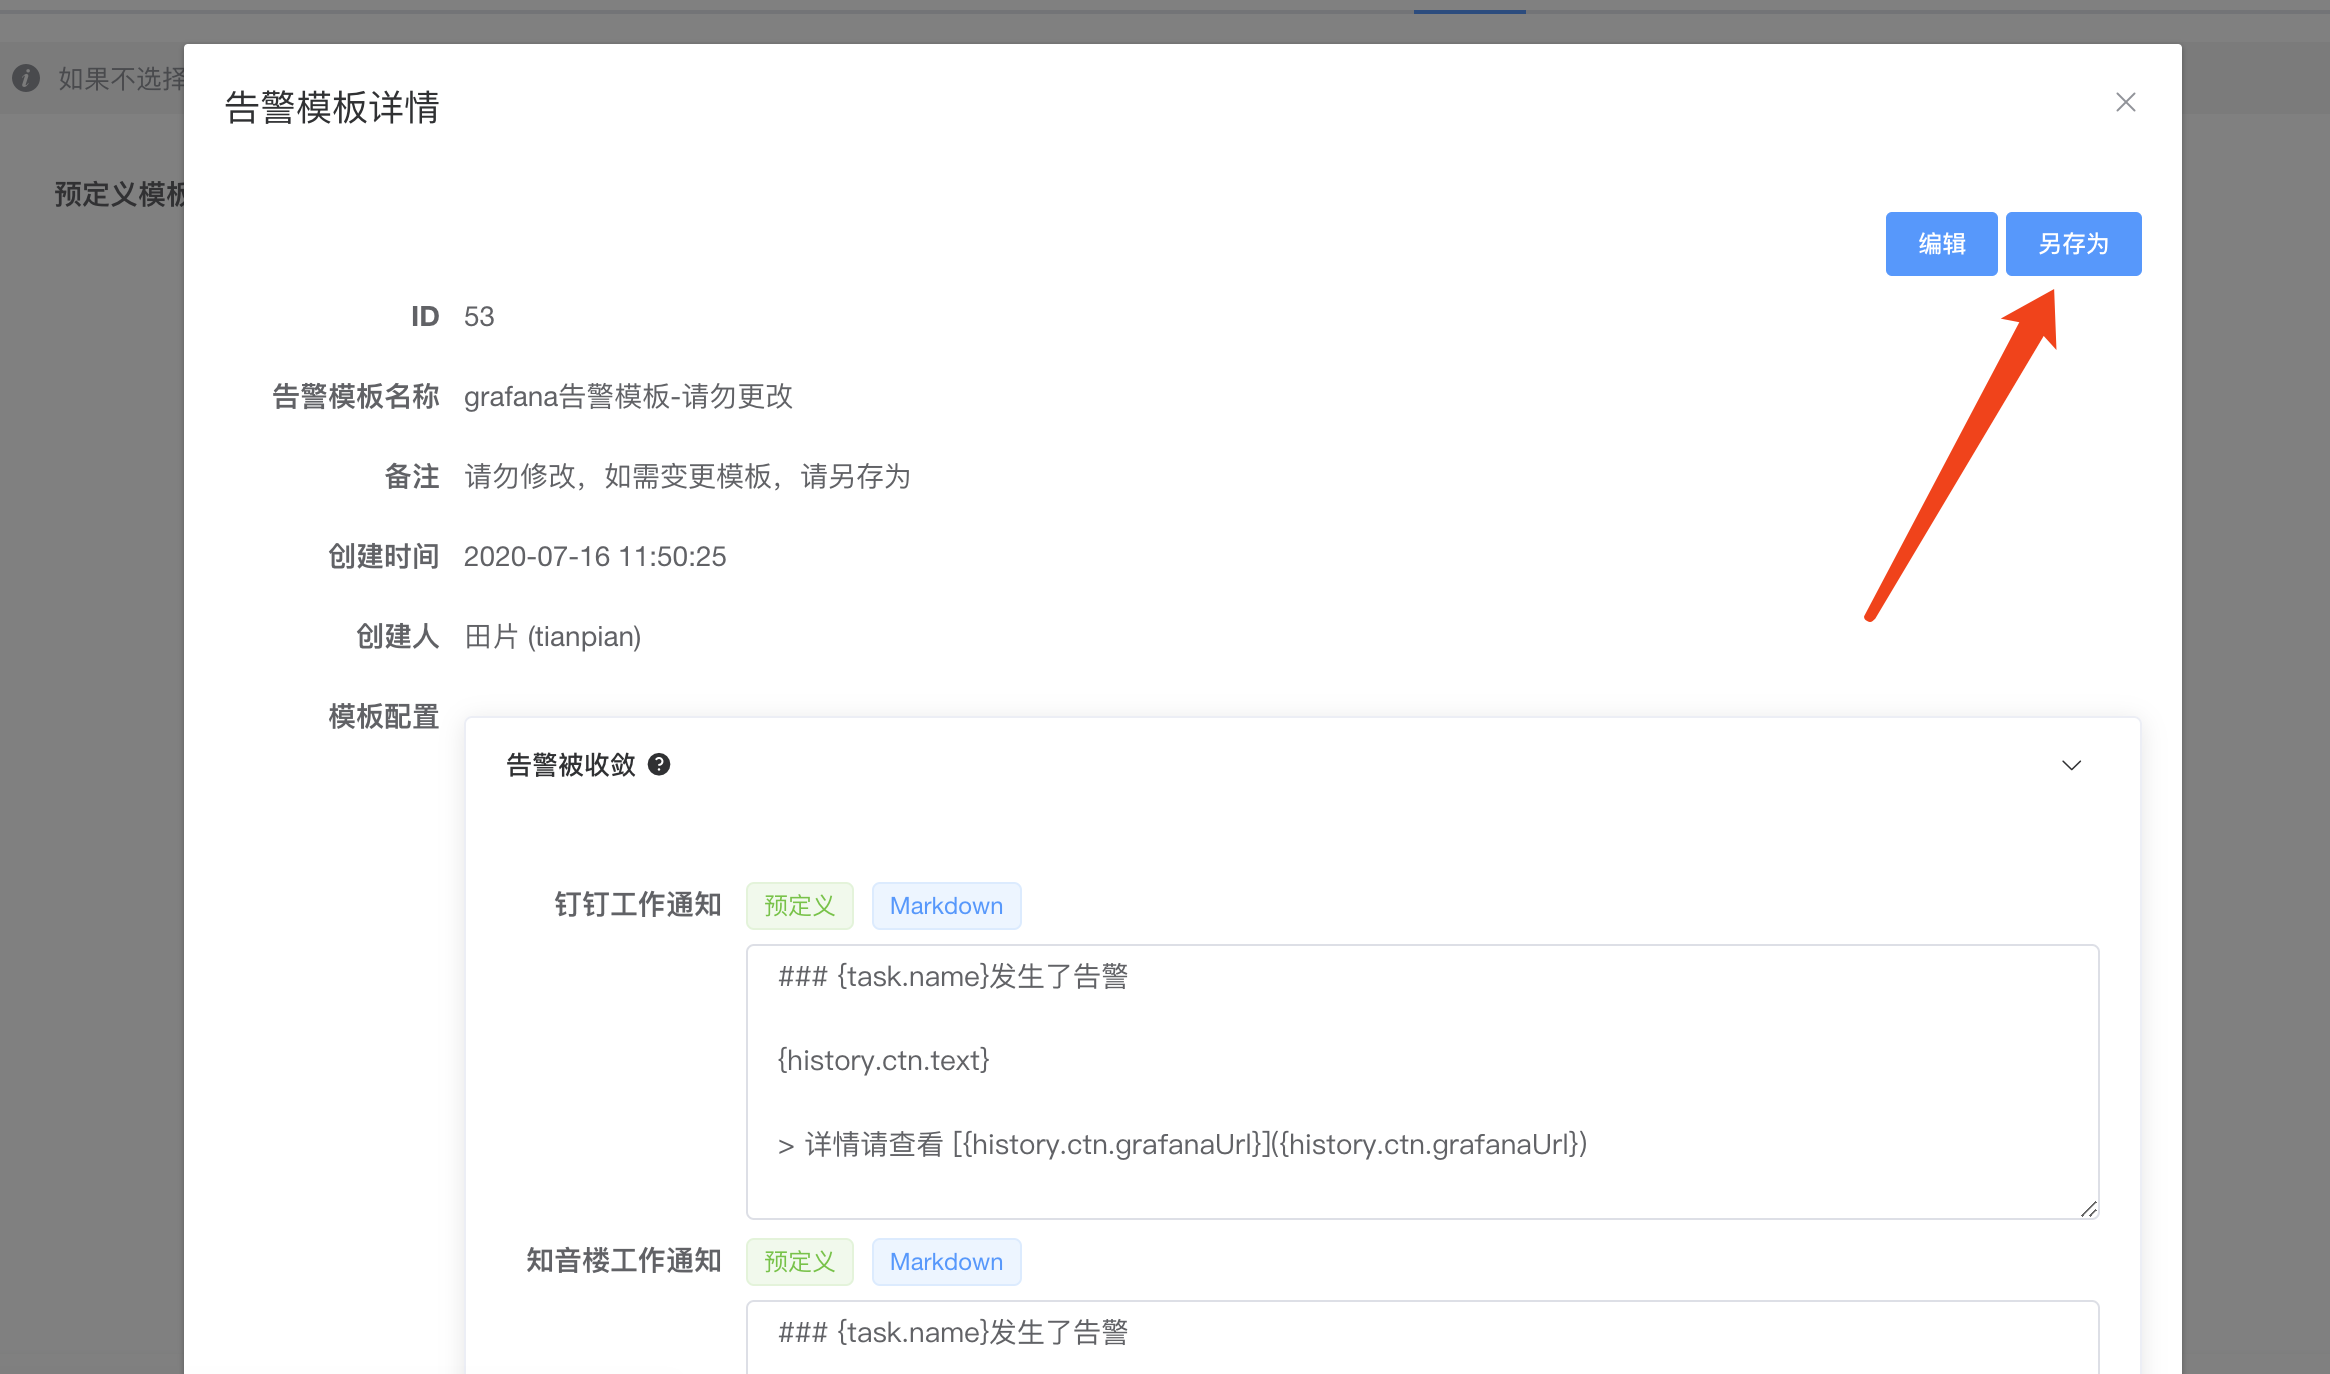 如果不选择
告警模板详情
预定义模板
编辑 另存为
ID 53
告警模板名称 grafana告警模板-请勿更改
备注 请勿修改，如需变更模板，请另存为
创建时间 2020-07-16 11:50:25
创建人 田片 (tianpian)
模板配置
告警被收敛
钉钉工作通知 预定义 Markdown
### {task.name}发生了告警
{history.ctn.text}
> 详情请查看 [{history.ctn.grafanaUrl}]({history.ctn.grafanaUrl})
知音楼工作通知 预定义 Markdown
### {task.name}发生了告警